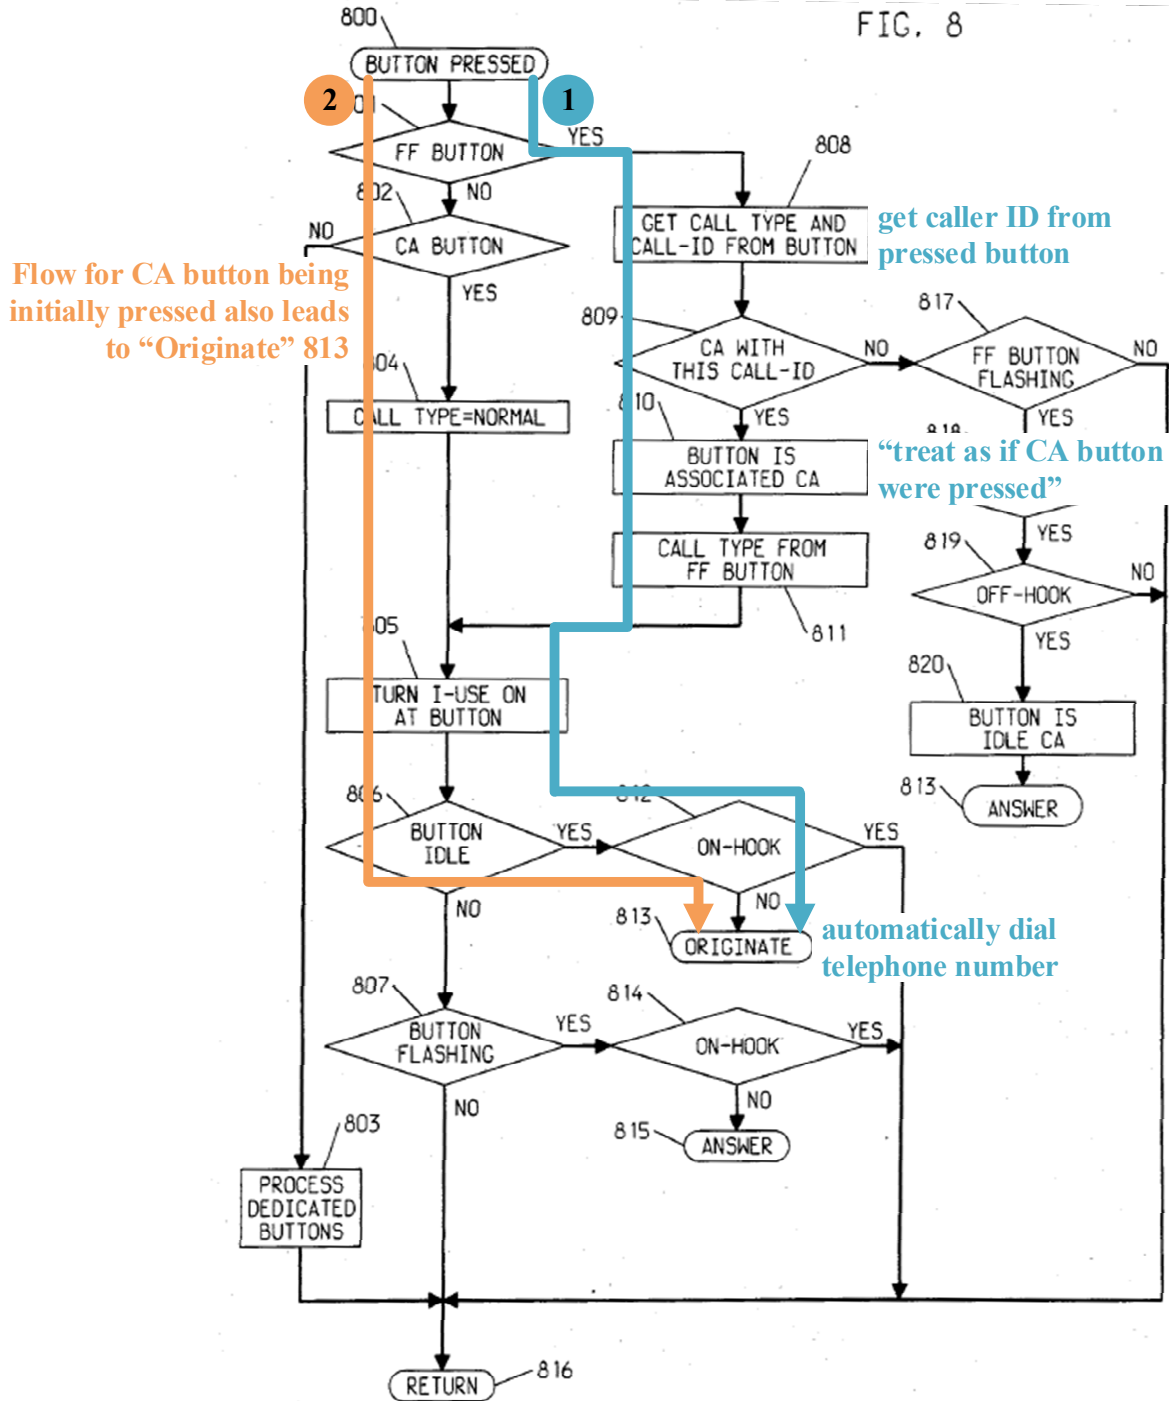 800
FIG. 8
BUTTON PRESSED
2
1
FF BUTTON
YES
808
802
NO
GET CALL TYPE AND
CALL-ID FROM BUTTON
get caller ID from
pressed button
NO
CA BUTTON
YES
Flow for CA button being
initially pressed also leads
to “Originate” 813
809
817
CA WITH
THIS CALL-ID
NO
FF BUTTON
FLASHING
NO
804
CALL TYPE=NORMAL
810
YES
YES
818
BUTTON IS
ASSOCIATED CA
“treat as if CA button
were pressed”
YES
CALL TYPE FROM
FF BUTTON
819
OFF-HOOK
NO
805
811
YES
TURN I-USE ON
AT BUTTON
820
BUTTON IS
IDLE CA
806
812
813
ANSWER
BUTTON
IDLE
YES
ON-HOOK
YES
NO
NO
813
ORIGINATE
automatically dial
telephone number
807
814
BUTTON
FLASHING
YES
ON-HOOK
YES
NO
NO
803
815
ANSWER
PROCESS
DEDICATED
BUTTONS
816
RETURN